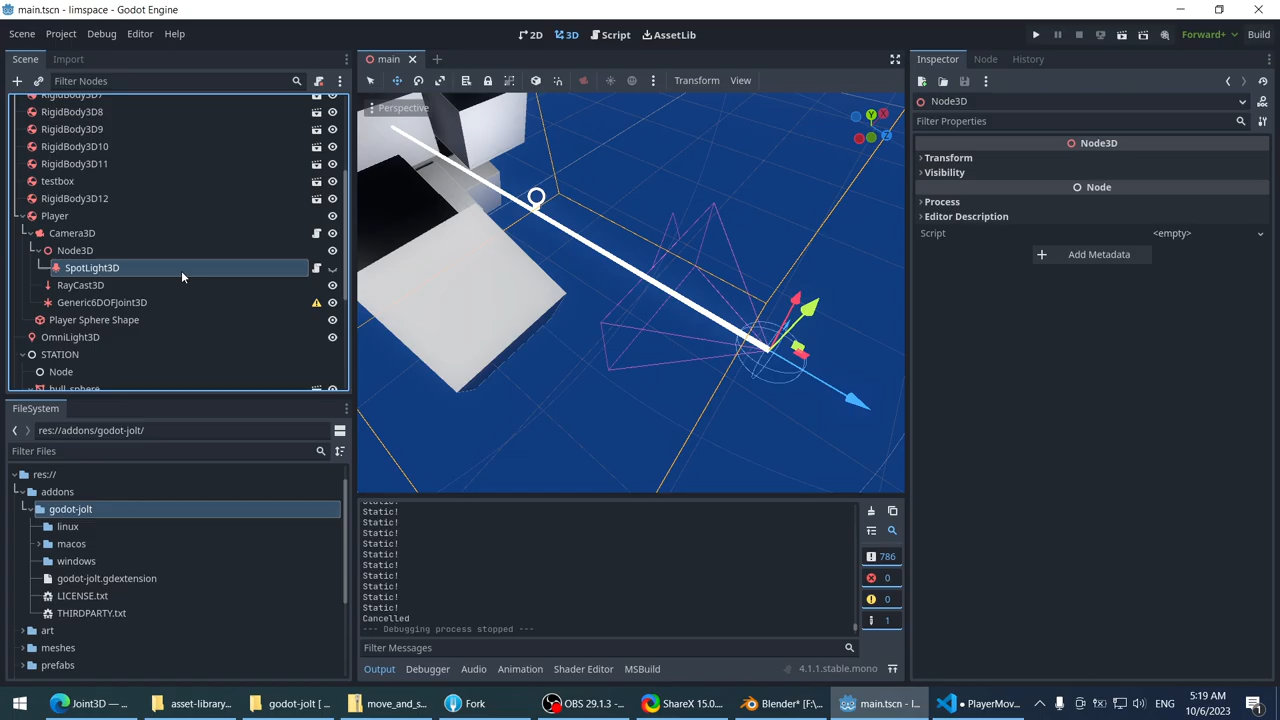 main.tscn - limspace - Godot Engine
Scene Project Debug Editor Help
2D 3D Script AssetLib
Forward+ Build
Scene Import
Filter Nodes
RigidBody3D7
RigidBody3D8
RigidBody3D9
RigidBody3D10
RigidBody3D11
testbox
RigidBody3D12
Player
Camera3D
Node3D
SpotLight3D
RayCast3D
Generic6DOFJoint3D
Player Sphere Shape
OmniLight3D
STATION
Node
hull_sphere
FileSystem
res://addons/godot-jolt/
Filter Files
res://
addons
godot-jolt
linux
macos
windows
godot-jolt.gdextension
LICENSE.txt
THIRDPARTY.txt
art
meshes
prefabs
main
Transform View
Perspective
Y
Z
Static!
Static!
Static!
Static!
Static!
Static!
Static!
Static!
Static!
Static!
Static!
Cancelled
--- Debugging process stopped ---
786
0
0
1
Filter Messages
Output Debugger Audio Animation Shader Editor MSBuild
4.1.1.stable.mono
Inspector Node History
Node3D
Filter Properties
Node3D
Transform
Visibility
Node
Process
Editor Description
Script <empty>
Add Metadata
Joint3D — ...
asset-library...
godot-jolt [ ...
move_and_s...
Fork
OBS 29.1.3 -...
ShareX 15.0....
Blender* [F:\...
main.tscn - l...
● PlayerMov...
ENG
5:19 AM
10/6/2023
1